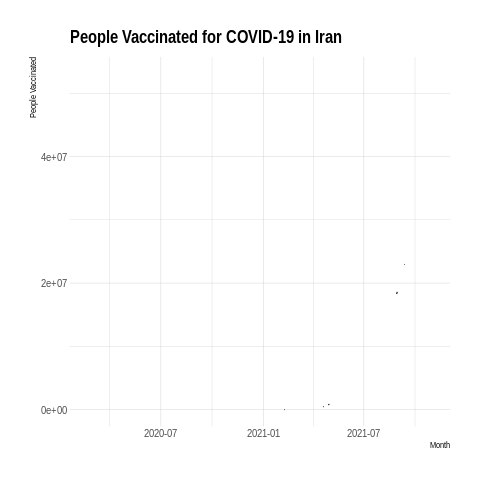 People Vaccinated for COVID-19 in Iran
People Vaccinated
4e+07
2e+07
0e+00
2020-07
2021-01
2021-07
Month